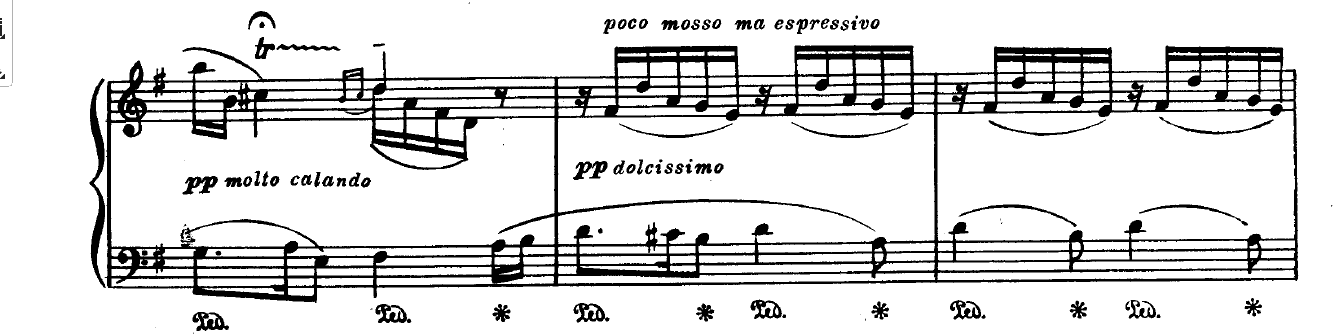 tr
poco mosso ma espressivo
pp molto calando
pp dolcissimo
Ped. Ped. * Ped. * Ped. * Ped. * Ped. *